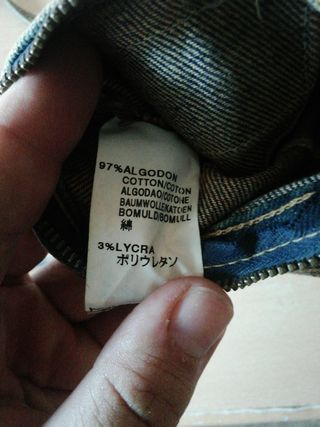 97%ALGODON
COTTON/COTON
ALGODAO/COTONE
BAUMWOLLE/KATOEN
BOMULD/BOMULL
綿
3%LYCRA
ポリウレタン